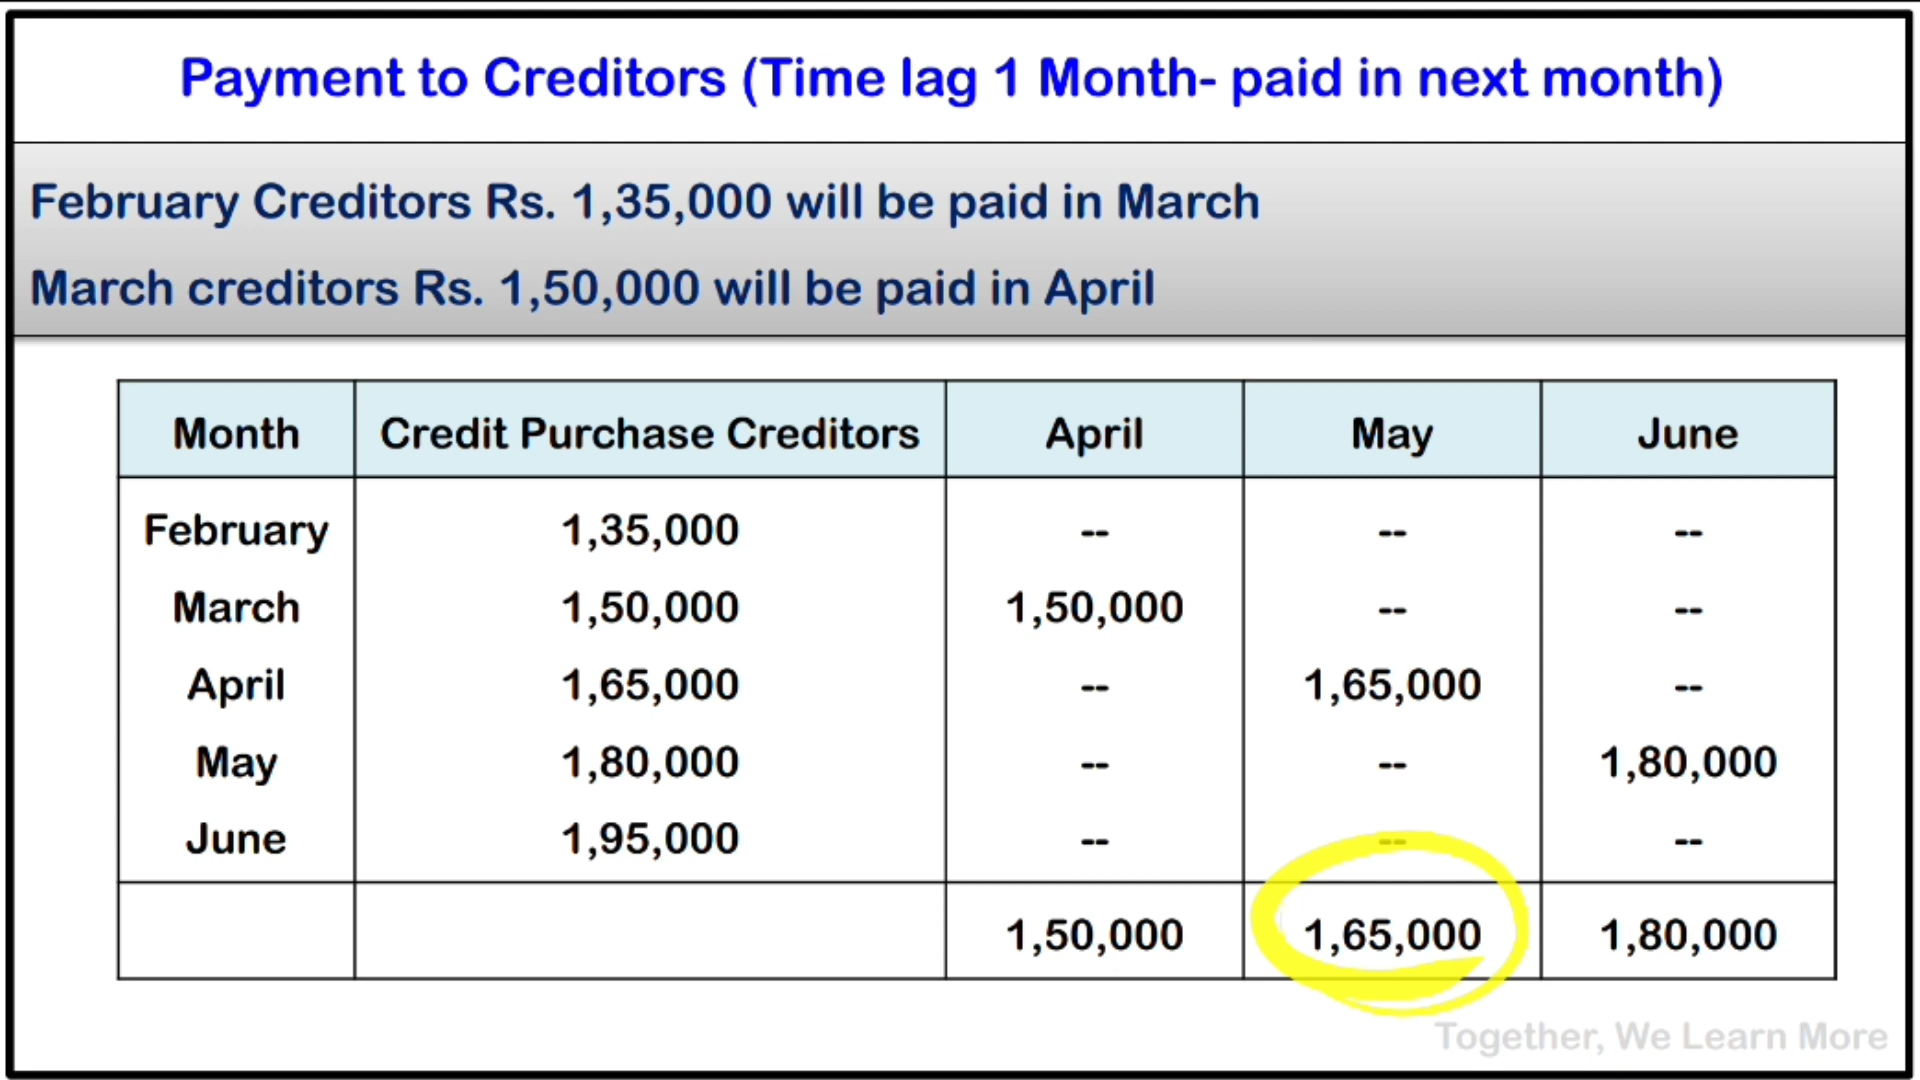 Payment to Creditors (Time lag 1 Month- paid in next month)
February Creditors Rs. 1,35,000 will be paid in March
March creditors Rs. 1,50,000 will be paid in April
Month Credit Purchase Creditors April May June
February 1,35,000 -- -- --
March 1,50,000 1,50,000 -- --
April 1,65,000 -- 1,65,000 --
May 1,80,000 -- -- 1,80,000
June 1,95,000 -- -- --
1,50,000 1,65,000 1,80,000
Together, We Learn More